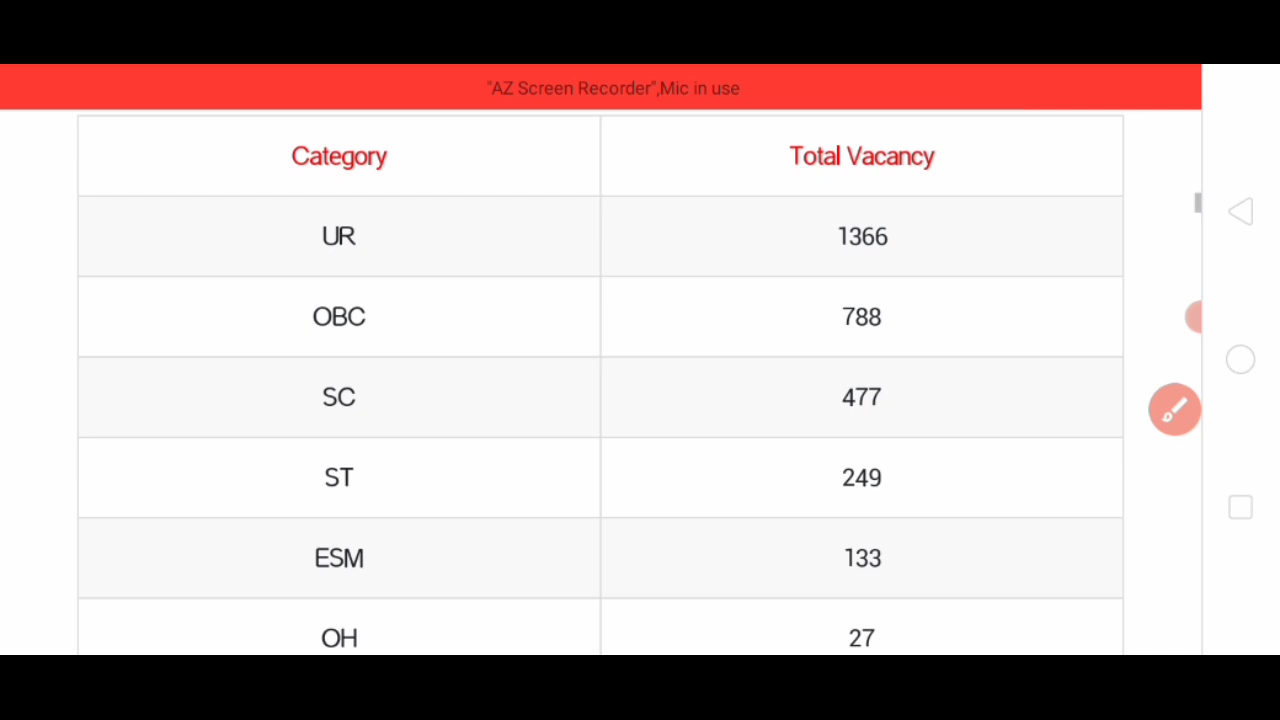 "AZ Screen Recorder",Mic in use
Category Total Vacancy
UR 1366
OBC 788
SC 477
ST 249
ESM 133
OH 27